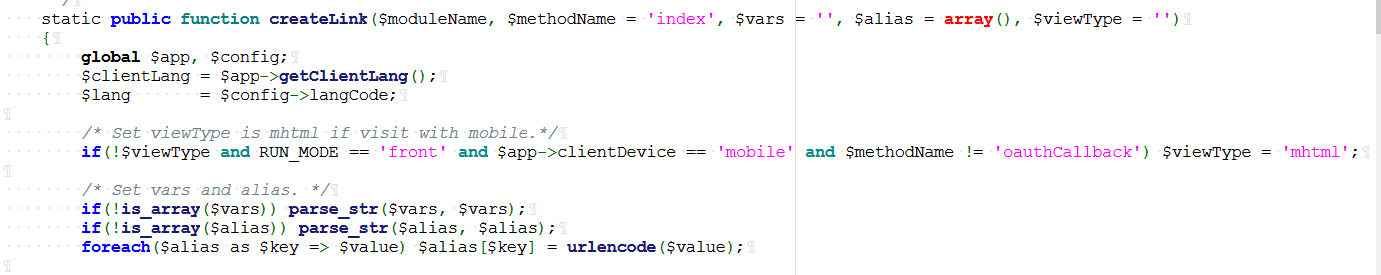 */
static public function createLink($moduleName, $methodName = 'index', $vars = '', $alias = array(), $viewType = '')
{
global $app, $config;
$clientLang = $app->getClientLang();
$lang       = $config->langCode;
/* Set viewType is mhtml if visit with mobile.*/
if(!$viewType and RUN_MODE == 'front' and $app->clientDevice == 'mobile' and $methodName != 'oauthCallback') $viewType = 'mhtml';
/* Set vars and alias. */
if(!is_array($vars)) parse_str($vars, $vars);
if(!is_array($alias)) parse_str($alias, $alias);
foreach($alias as $key => $value) $alias[$key] = urlencode($value);